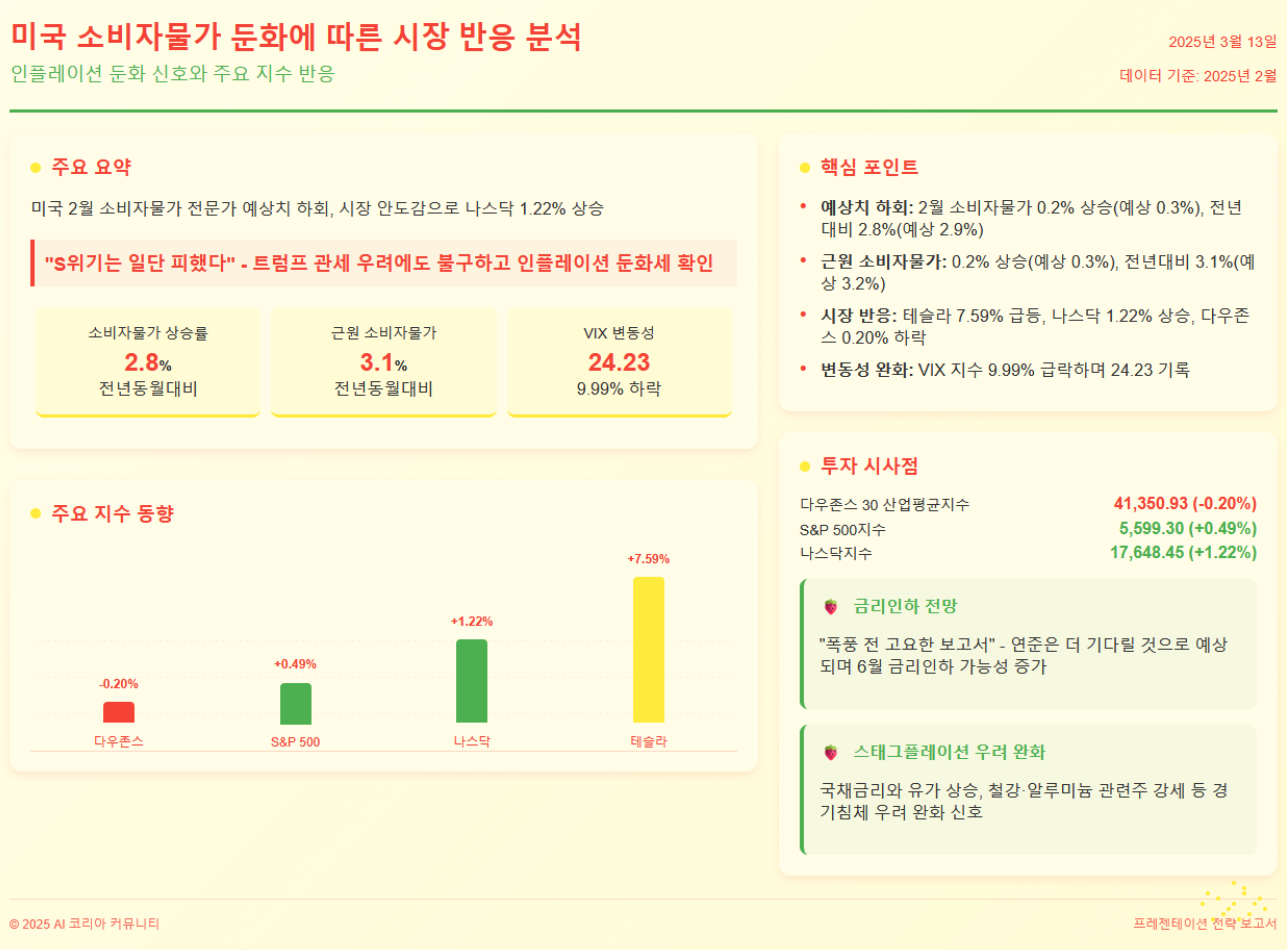 미국 소비자물가 둔화에 따른 시장 반응 분석
인플레이션 둔화 신호와 주요 지수 반응
2025년 3월 13일
데이터 기준: 2025년 2월
주요 요약
미국 2월 소비자물가 전문가 예상치 하회, 시장 안도감으로 나스닥 1.22% 상승
"S위기는 일단 피했다" - 트럼프 관세 우려에도 불구하고 인플레이션 둔화세 확인
소비자물가 상승률
2.8%
전년동월대비
근원 소비자물가
3.1%
전년동월대비
VIX 변동성
24.23
9.99% 하락
주요 지수 동향
-0.20%
다우존스
+0.49%
S&P 500
+1.22%
나스닥
+7.59%
테슬라
핵심 포인트
• 예상치 하회: 2월 소비자물가 0.2% 상승(예상 0.3%), 전년
대비 2.8%(예상 2.9%)
• 근원 소비자물가: 0.2% 상승(예상 0.3%), 전년대비 3.1%(예
상 3.2%)
• 시장 반응: 테슬라 7.59% 급등, 나스닥 1.22% 상승, 다우존
스 0.20% 하락
• 변동성 완화: VIX 지수 9.99% 급락하며 24.23 기록
투자 시사점
다우존스 30 산업평균지수 41,350.93 (-0.20%)
S&P 500지수 5,599.30 (+0.49%)
나스닥지수 17,648.45 (+1.22%)
금리인하 전망
"폭풍 전 고요한 보고서" - 연준은 더 기다릴 것으로 예상
되며 6월 금리인하 가능성 증가
스태그플레이션 우려 완화
국채금리와 유가 상승, 철강·알루미늄 관련주 강세 등 경
기침체 우려 완화 신호
© 2025 AI 코리아 커뮤니티
프레젠테이션 전략 보고서